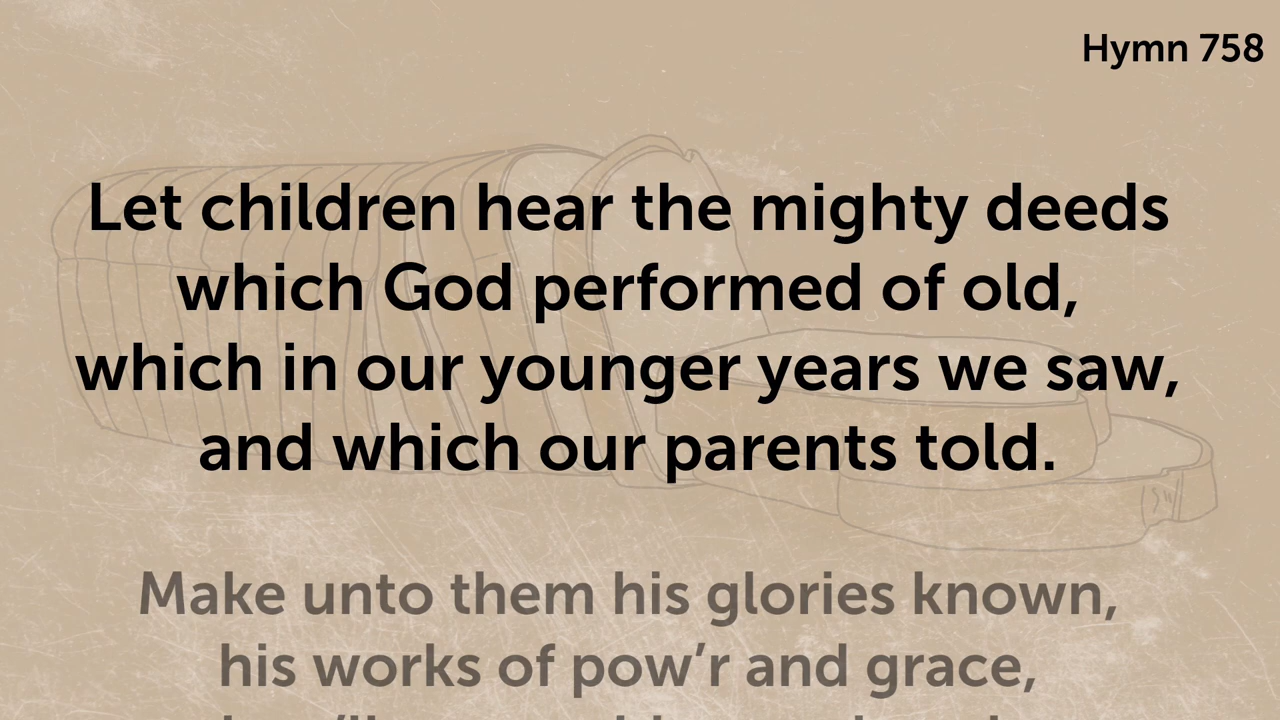 Hymn 758
Let children hear the mighty deeds
which God performed of old,
which in our younger years we saw,
and which our parents told.
Make unto them his glories known,
his works of pow’r and grace,